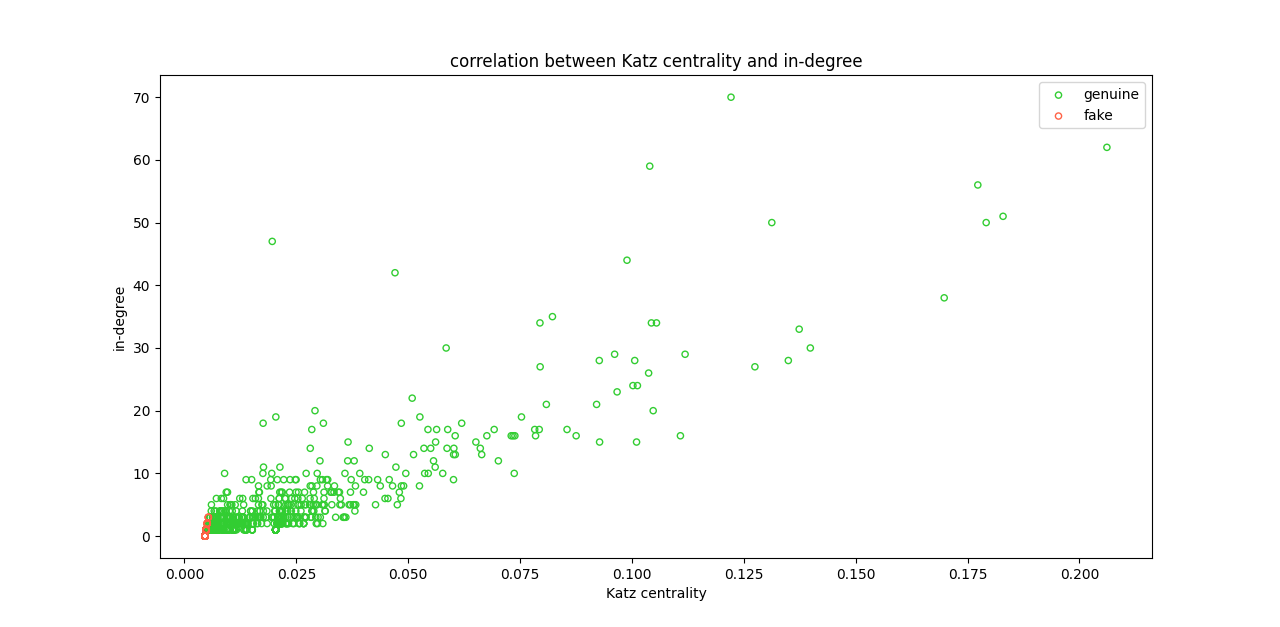 correlation between Katz centrality and in-degree
genuine
fake
70
60
50
40
30
20
10
0
in-degree
0.000 0.025 0.050 0.075 0.100 0.125 0.150 0.175 0.200
Katz centrality